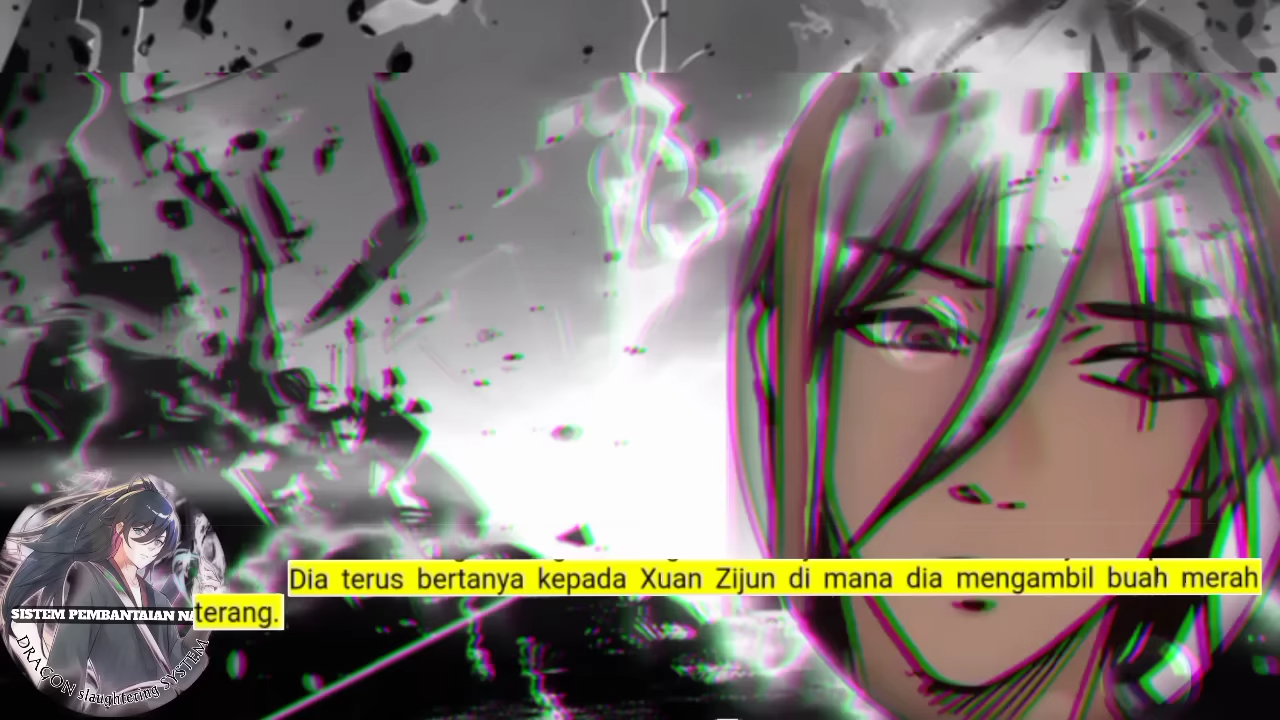 Dia terus bertanya kepada Xuan Zijun di mana dia mengambil buah merah
terang.
SISTEM PEMBANTAIAN NA
DRAGON slaughtering SYSTEM